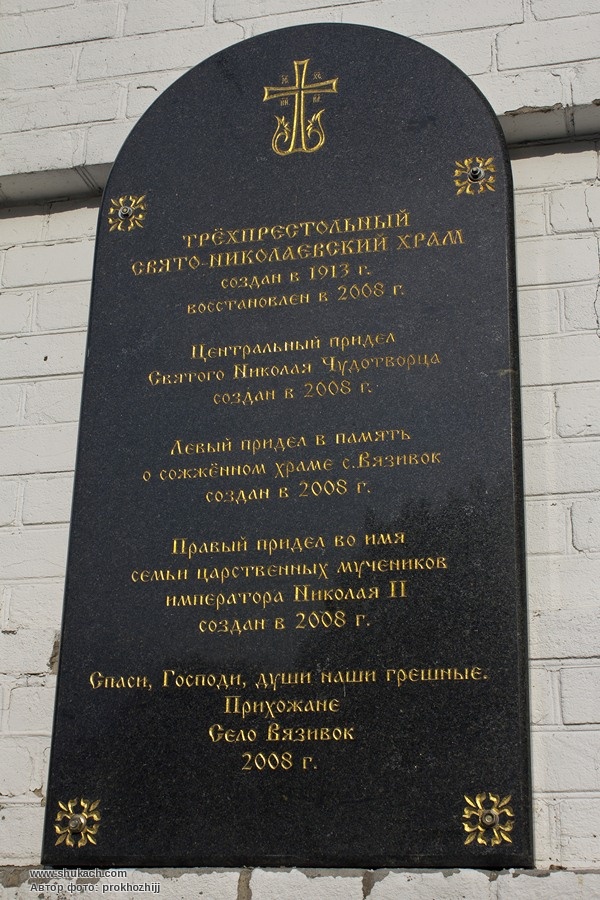 ТРЁХПРЕСТОЛЬНЫЙ
СВЯТО-НИКОЛАЕВСКИЙ ХРАМ
создан в 1913 г.
восстановлен в 2008 г.
Центральный придел
Святого Николая Чудотворца
создан в 2008 г.
Левый придел в память
о сожжённом храме с.Вязивок
создан в 2008 г.
Правый придел во имя
семьи царственных мучеников
императора Николая II
создан в 2008 г.
Спаси, Господи, души наши грешные.
Прихожане
Село Вязивок
2008 г.
www.shukach.com
Автор фото: prokhozhijj